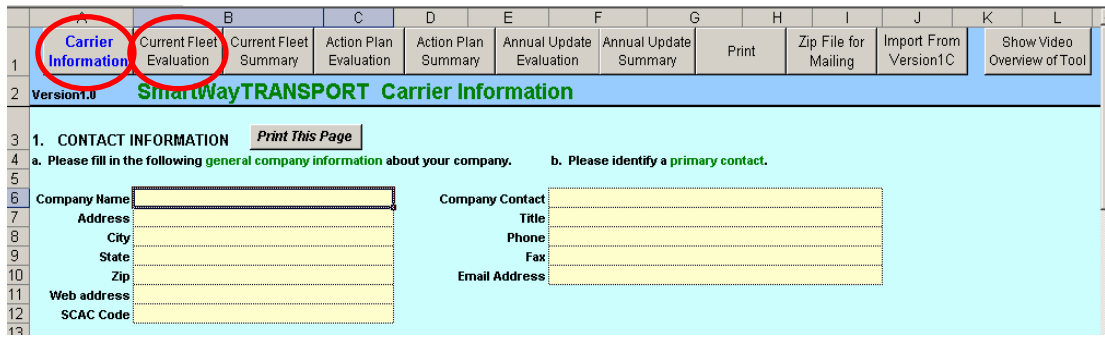 A B C D E F G H I J K L
Carrier Information Current Fleet Evaluation Current Fleet Summary Action Plan Evaluation Action Plan Summary Annual Update Evaluation Annual Update Summary Print Zip File for Mailing Import From Version1C Show Video Overview of Tool
1
2 Version1.0 SmartWayTRANSPORT Carrier Information
3 1. CONTACT INFORMATION Print This Page
4 a. Please fill in the following general company information about your company. b. Please identify a primary contact.
5
6 Company Name Company Contact
7 Address Title
8 City Phone
9 State Fax
10 Zip Email Address
11 Web address
12 SCAC Code
13